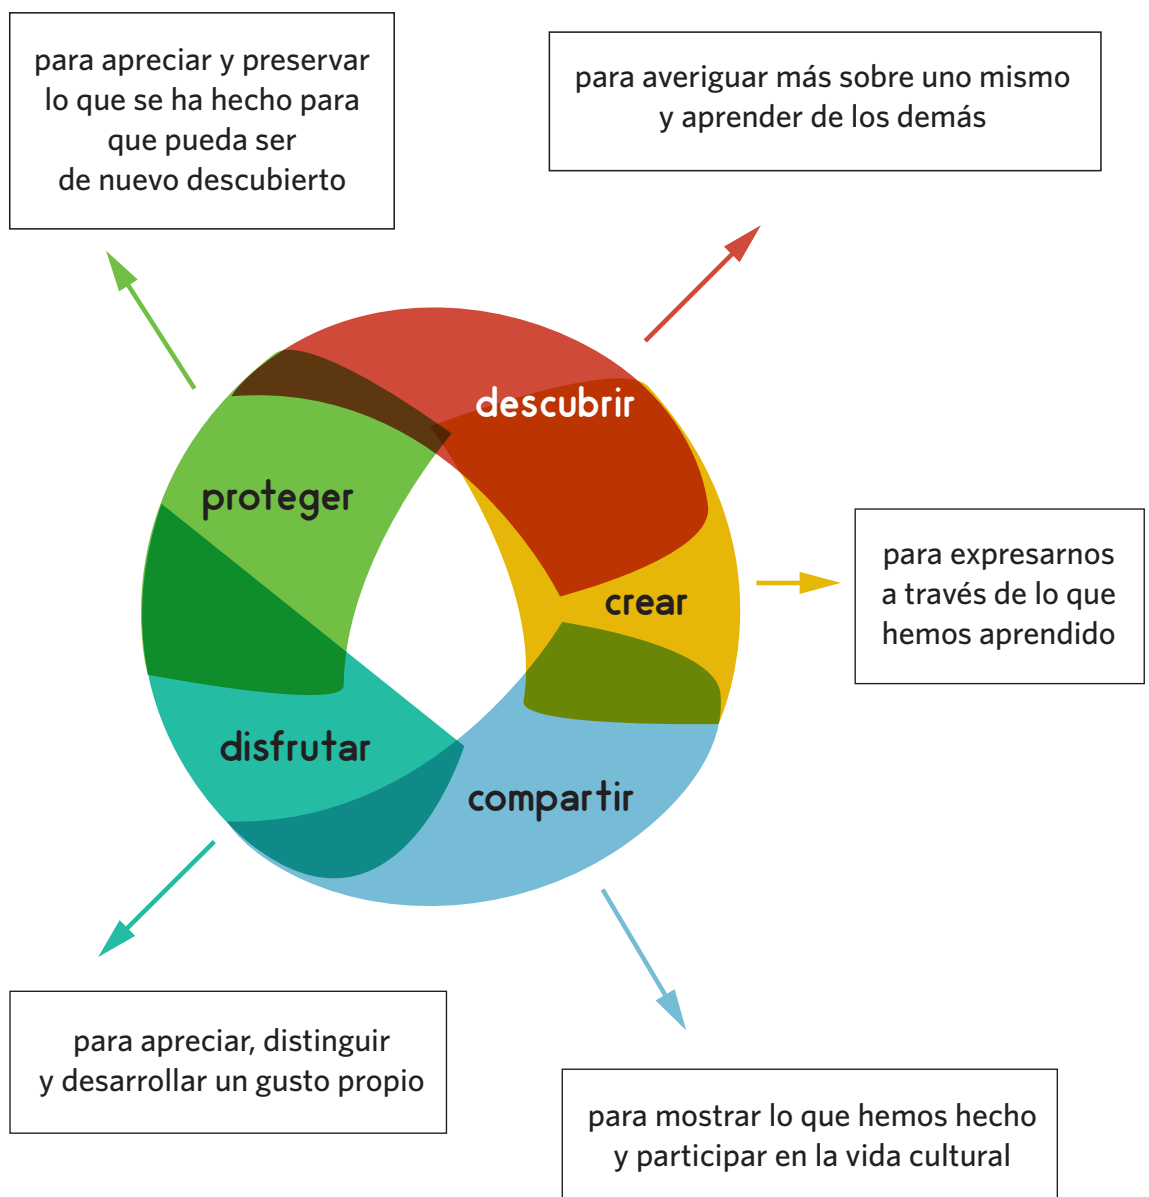 para apreciar y preservar
lo que se ha hecho para
que pueda ser
de nuevo descubierto
para averiguar más sobre uno mismo
y aprender de los demás
descubrir
proteger
crear
para expresarnos
a través de lo que
hemos aprendido
disfrutar
compartir
para apreciar, distinguir
y desarrollar un gusto propio
para mostrar lo que hemos hecho
y participar en la vida cultural